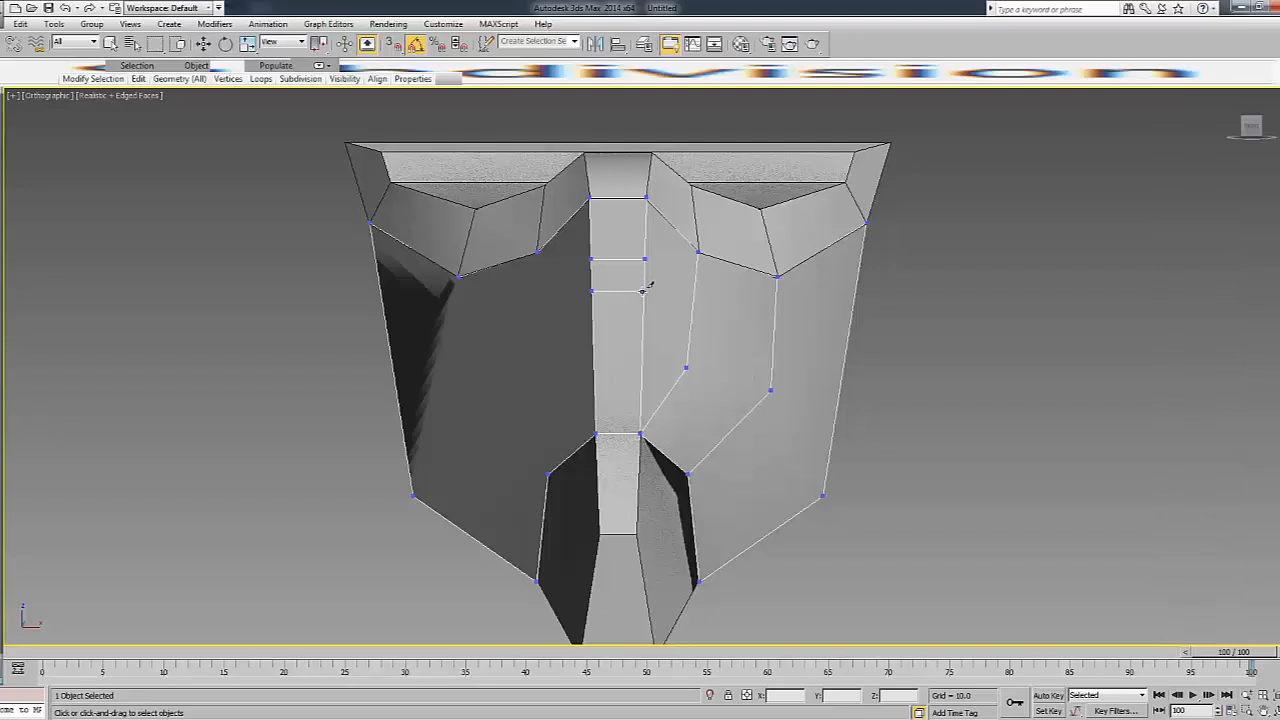 Workspace: Default
Autodesk 3ds Max 2014 x64 Untitled
Type a keyword or phrase
Edit Tools Group Views Create Modifiers Animation Graph Editors Rendering Customize MAXScript Help
All View 3 Create Selection Se
Selection Object Populate
Modify Selection Edit Geometry (All) Vertices Loops Subdivision Visibility Align Properties
[+] [Orthographic] [Realistic + Edged Faces]
FRONT
z
x
100 / 100
0 5 10 15 20 25 30 35 40 45 50 55 60 65 70 75 80 85 90 95 100
1 Object Selected X: Y: Z: Grid = 10.0 Auto Key Selected
Click or click-and-drag to select objects Add Time Tag Set Key Key Filters... 100